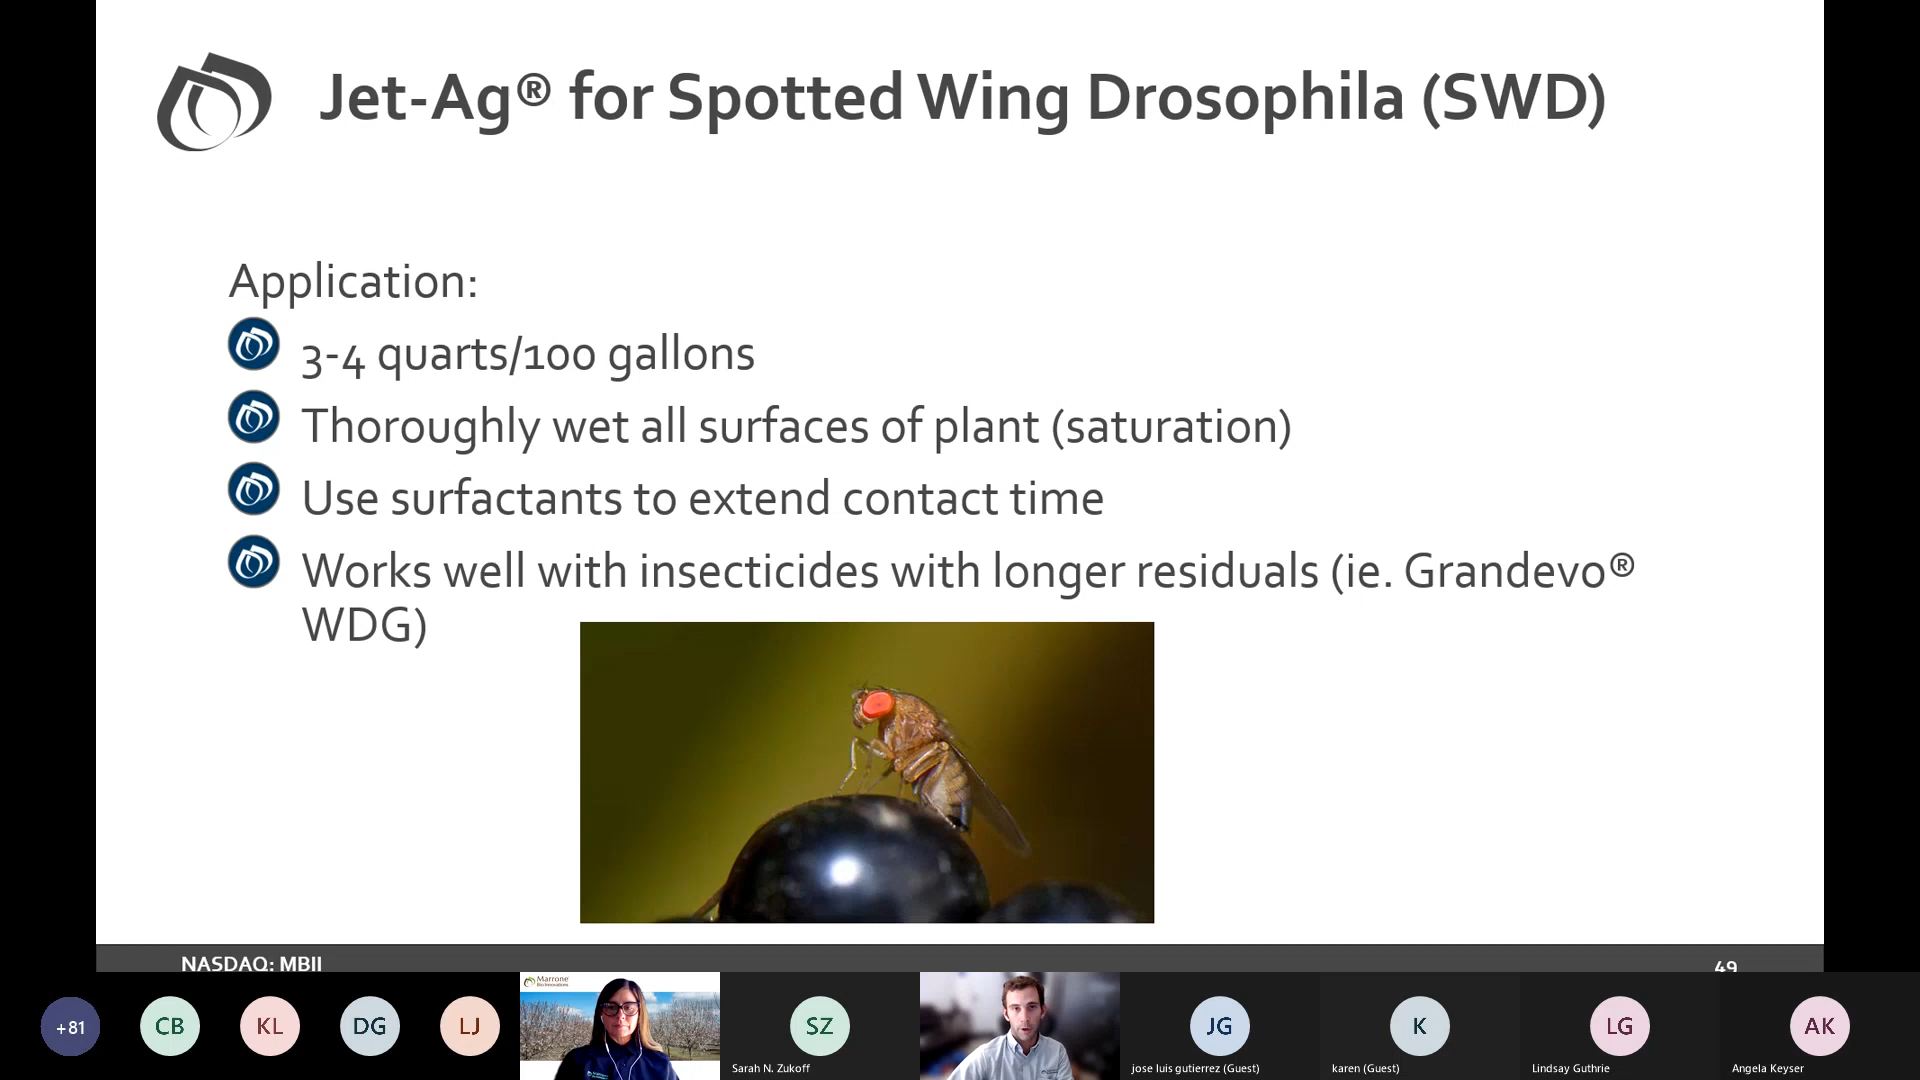 Jet-Ag® for Spotted Wing Drosophila (SWD)
Application:
3-4 quarts/100 gallons
Thoroughly wet all surfaces of plant (saturation)
Use surfactants to extend contact time
Works well with insecticides with longer residuals (ie. Grandevo®
WDG)
NASDAQ: MBII
49
+81
CB
KL
DG
LJ
Marrone
Bio Innovations
SZ
Sarah N. Zukoff
JG
jose luis gutierrez (Guest)
K
karen (Guest)
LG
Lindsay Guthrie
AK
Angela Keyser